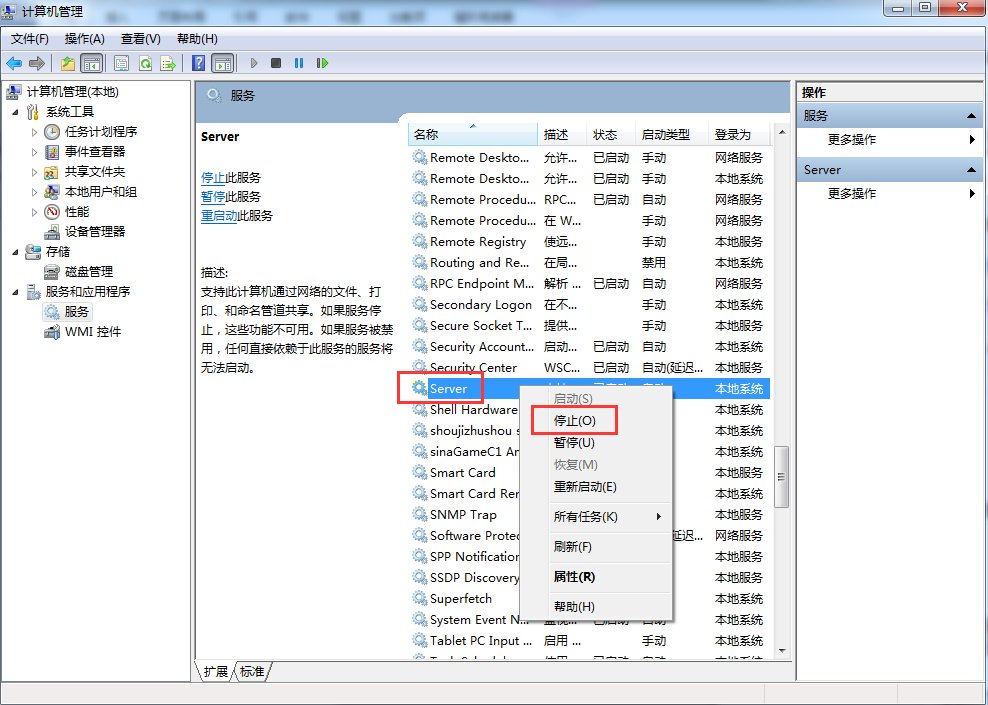 计算机管理
文件(F) 操作(A) 查看(V) 帮助(H)
计算机管理(本地)
系统工具
任务计划程序
事件查看器
共享文件夹
本地用户和组
性能
设备管理器
存储
磁盘管理
服务和应用程序
服务
WMI 控件
服务
Server
停止此服务
暂停此服务
重启动此服务
描述:
支持此计算机通过网络的文件、打
印、和命名管道共享。如果服务停
止，这些功能不可用。如果服务被禁
用，任何直接依赖于此服务的服务将
无法启动。
名称 描述 状态 启动类型 登录为
Remote Deskto... 允许... 已启动 手动 网络服务
Remote Deskto... 允许... 已启动 手动 本地系统
Remote Procedu... RPC... 已启动 自动 网络服务
Remote Procedu... 在 W... 手动 网络服务
Remote Registry 使远... 手动 本地服务
Routing and Re... 在局... 禁用 本地系统
RPC Endpoint M... 解析 ... 已启动 自动 网络服务
Secondary Logon 在不... 手动 本地系统
Secure Socket T... 提供... 手动 本地服务
Security Account... 启动... 已启动 自动 本地系统
Security Center WSC... 已启动 自动(延迟... 本地服务
Server 本地系统
Shell Hardware 本地系统
shoujizhushou s 本地系统
sinaGameC1 Ar 本地系统
Smart Card 本地服务
Smart Card Rer 本地系统
SNMP Trap 本地服务
Software Protec 延迟... 网络服务
SPP Notification 本地服务
SSDP Discovery 本地服务
Superfetch 本地系统
System Event N... 监视... 已启动 自动 本地系统
Tablet PC Input ... 启用 ... 手动 本地系统
启动(S)
停止(O)
暂停(U)
恢复(M)
重新启动(E)
所有任务(K)
刷新(F)
属性(R)
帮助(H)
扩展 标准
操作
服务
更多操作
Server
更多操作